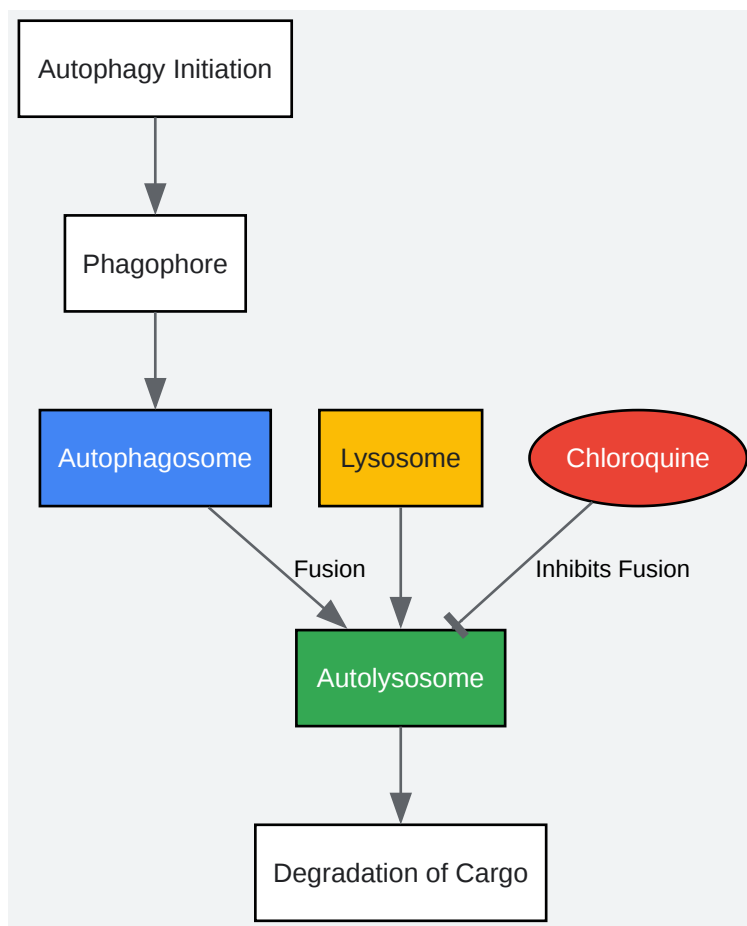 Autophagy Initiation
Phagophore
Autophagosome
Lysosome
Chloroquine
Fusion
Inhibits Fusion
Autolysosome
Degradation of Cargo